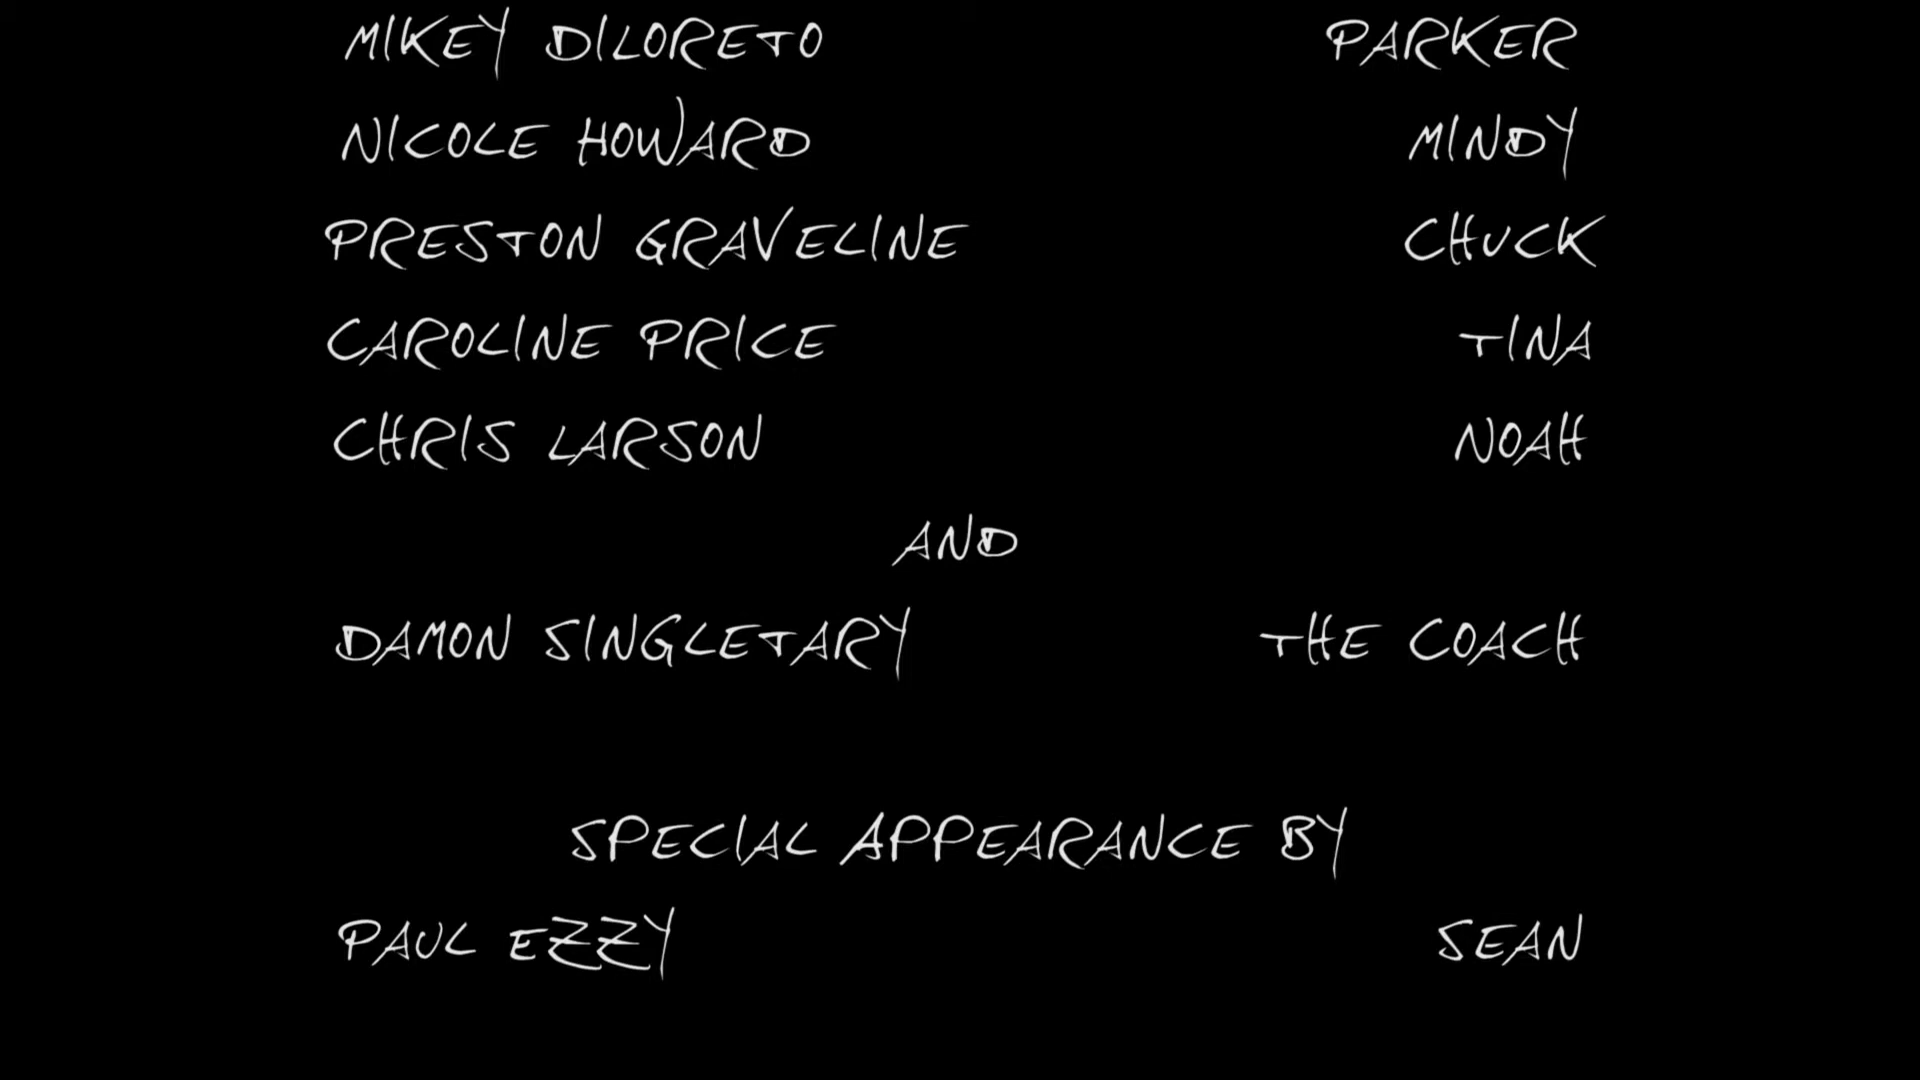 MIKEY DILORETO PARKER
NICOLE HOWARD MINDY
PRESTON GRAVELINE CHUCK
CAROLINE PRICE TINA
CHRIS LARSON NOAH
AND
DAMON SINGLETARY THE COACH
SPECIAL APPEARANCE BY
PAUL EZZY SEAN